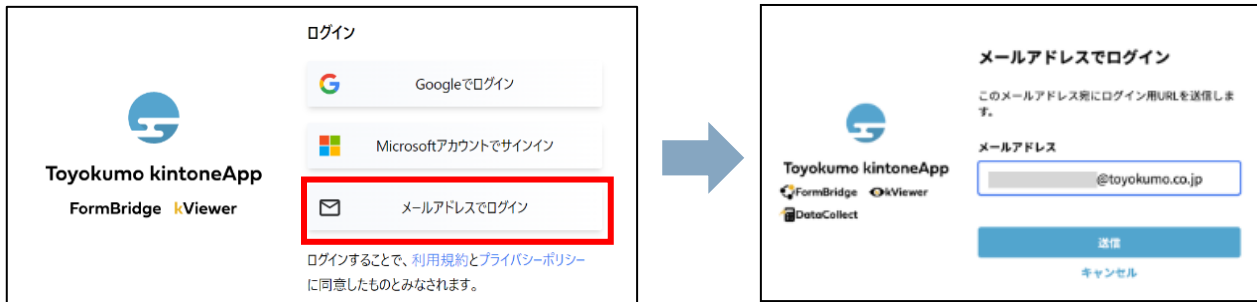 ログイン
Googleでログイン
Microsoftアカウントでサインイン
メールアドレスでログイン
ログインすることで、利用規約とプライバシーポリシー
に同意したものとみなされます。
Toyokumo kintoneApp
FormBridge kViewer
メールアドレスでログイン
このメールアドレス宛にログイン用URLを送信しま
す。
メールアドレス
@toyokumo.co.jp
送信
キャンセル
Toyokumo kintoneApp
FormBridge kViewer
DataCollect